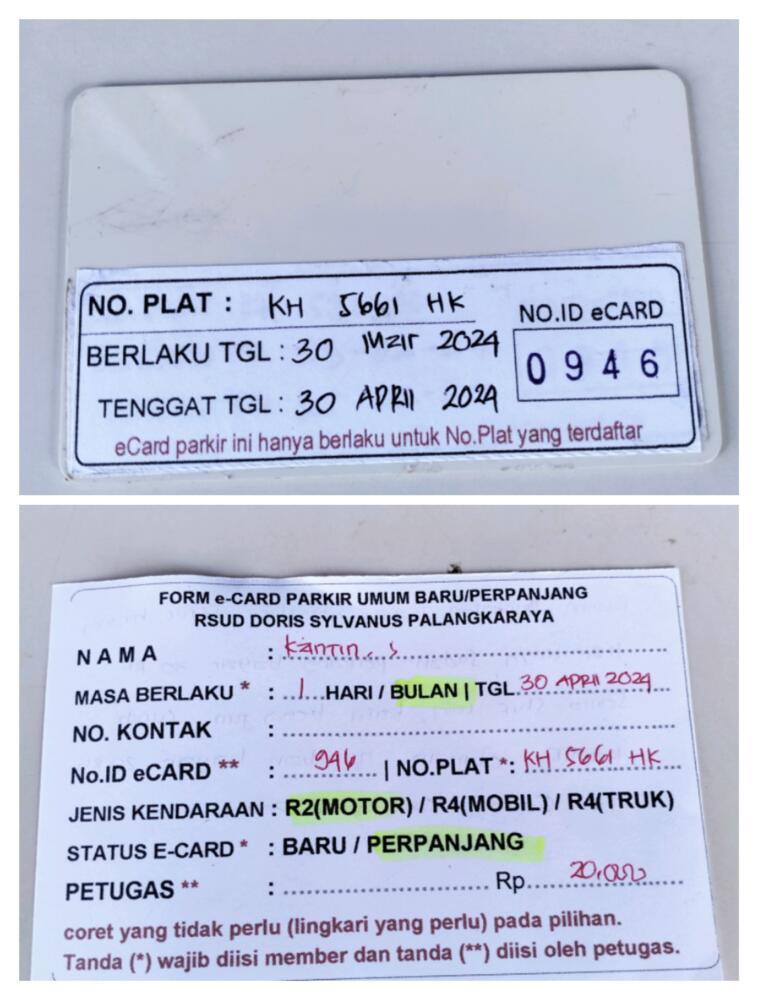 NO. PLAT : KH 5661 HK
NO.ID eCARD
BERLAKU TGL : 30 Mzir 2024
0946
TENGGAT TGL : 30 APRIl 2024
eCard parkir ini hanya berlaku untuk No.Plat yang terdaftar
FORM e-CARD PARKIR UMUM BARU/PERPANJANG
RSUD DORIS SYLVANUS PALANGKARAYA
N A M A : Kantin. s
MASA BERLAKU * : 1 HARI / BULAN | TGL. 30 APRIl 2024
NO. KONTAK :
No.ID eCARD ** : 946 | NO.PLAT *: KH 5661 HK
JENIS KENDARAAN : R2(MOTOR) / R4(MOBIL) / R4(TRUK)
STATUS E-CARD * : BARU / PERPANJANG
PETUGAS ** : Rp. 20.000
coret yang tidak perlu (lingkari yang perlu) pada pilihan.
Tanda (*) wajib diisi member dan tanda (**) diisi oleh petugas.